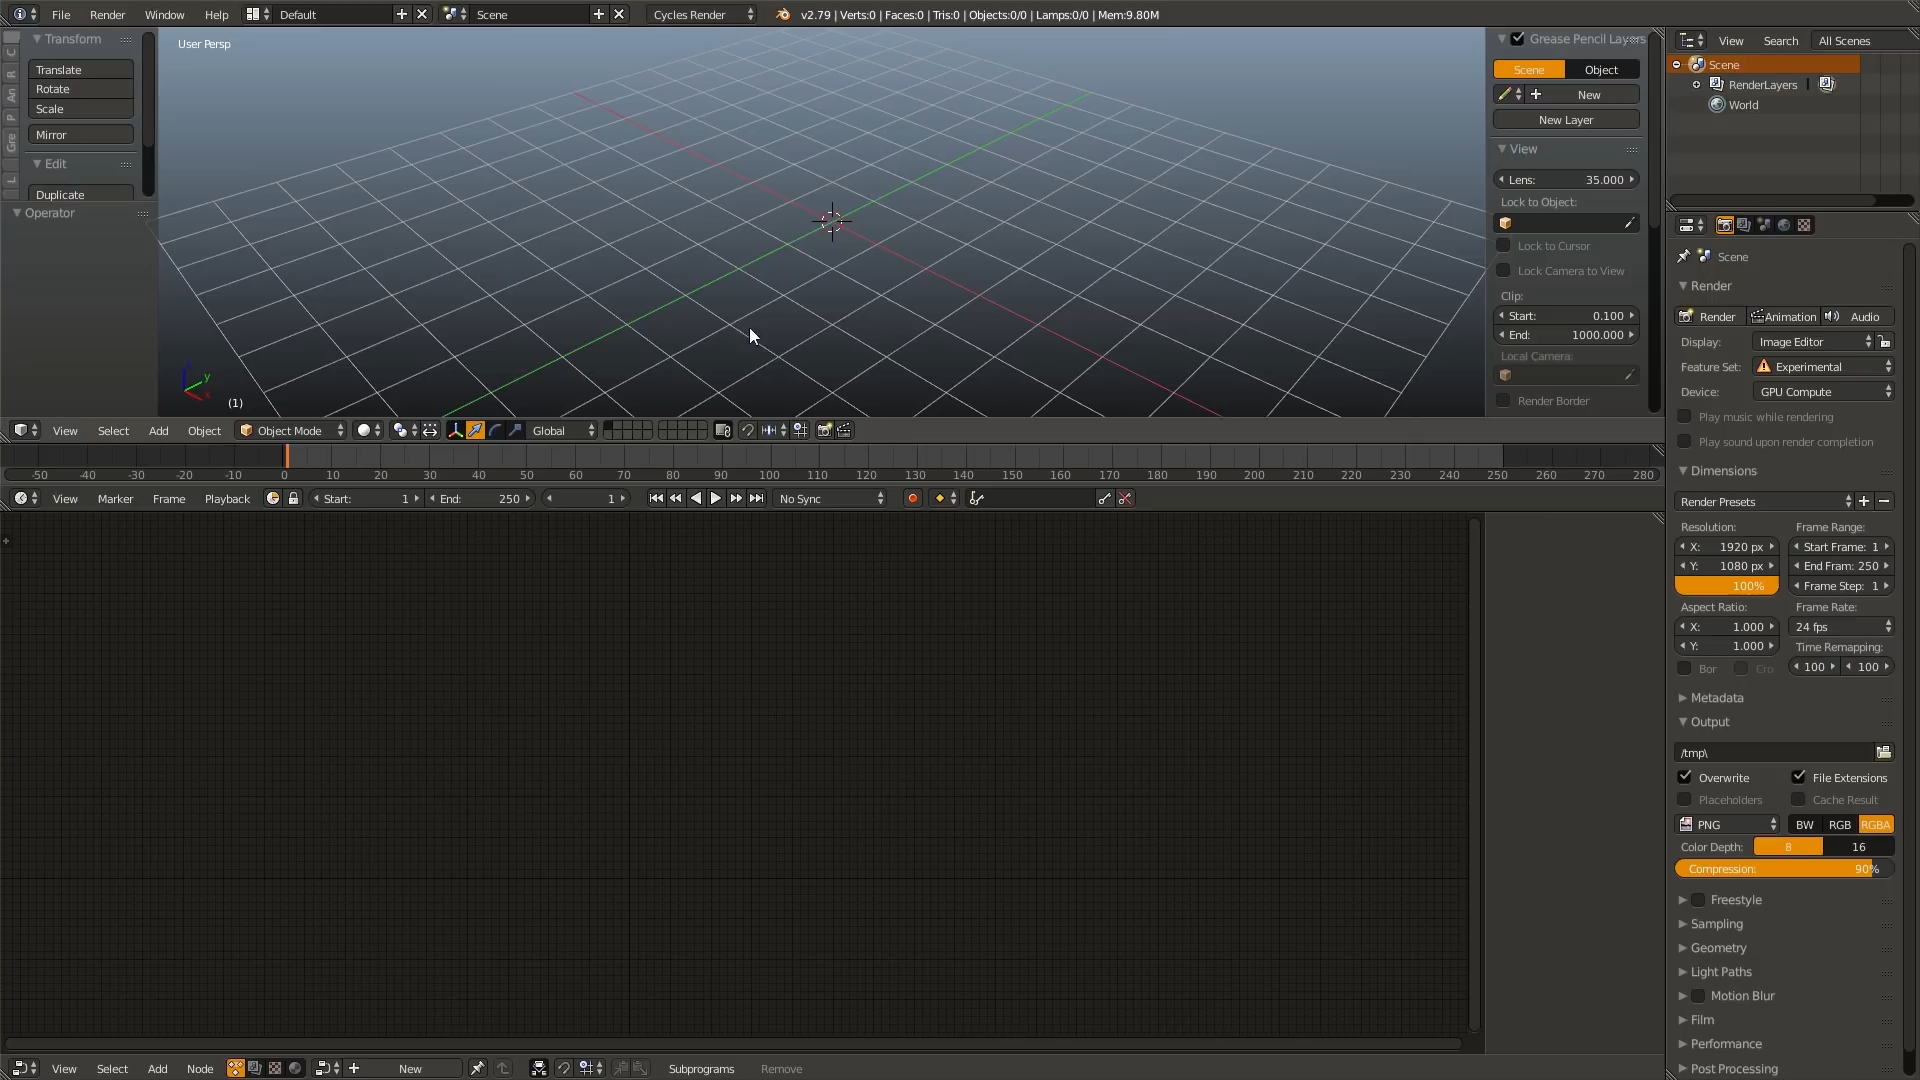 File Render Window Help Default Scene Cycles Render v2.79 | Verts:0 | Faces:0 | Tris:0 | Objects:0/0 | Lamps:0/0 | Mem:9.80M
Transform
Translate
Rotate
Scale
Mirror
Edit
Duplicate
Operator
C
R
An
P
Gre
L
User Persp
y
(1)
Grease Pencil Layers
Scene Object
New
New Layer
View
Lens: 35.000
Lock to Object:
Lock to Cursor
Lock Camera to View
Clip:
Start: 0.100
End: 1000.000
Local Camera:
Render Border
View Search All Scenes
Scene
RenderLayers |
World
Scene
Render
Render Animation Audio
Display: Image Editor
Feature Set: Experimental
Device: GPU Compute
Play music while rendering
Play sound upon render completion
Dimensions
Render Presets
Resolution: Frame Range:
X: 1920 px Start Frame: 1
Y: 1080 px End Fram: 250
100% Frame Step: 1
Aspect Ratio: Frame Rate:
X: 1.000 24 fps
Y: 1.000 Time Remapping:
Bor Cro 100 100
Metadata
Output
/tmp\
Overwrite File Extensions
Placeholders Cache Result
PNG BW RGB RGBA
Color Depth: 8 16
Compression: 90%
Freestyle
Sampling
Geometry
Light Paths
Motion Blur
Film
Performance
Post Processing
View Select Add Object Object Mode Global
-50 -40 -30 -20 -10 0 10 20 30 40 50 60 70 80 90 100 110 120 130 140 150 160 170 180 190 200 210 220 230 240 250 260 270 280
View Marker Frame Playback Start: 1 End: 250 1 No Sync
View Select Add Node New Subprograms Remove